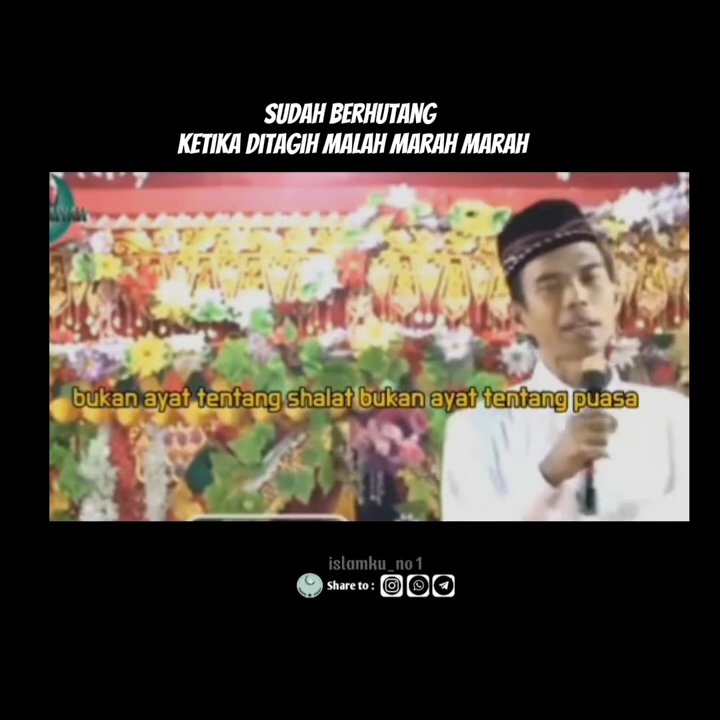 SUDAH BERHUTANG
KETIKA DITAGIH MALAH MARAH MARAH
bukan ayat tentang shalat bukan ayat tentang puasa
islamku_no1
Share to :